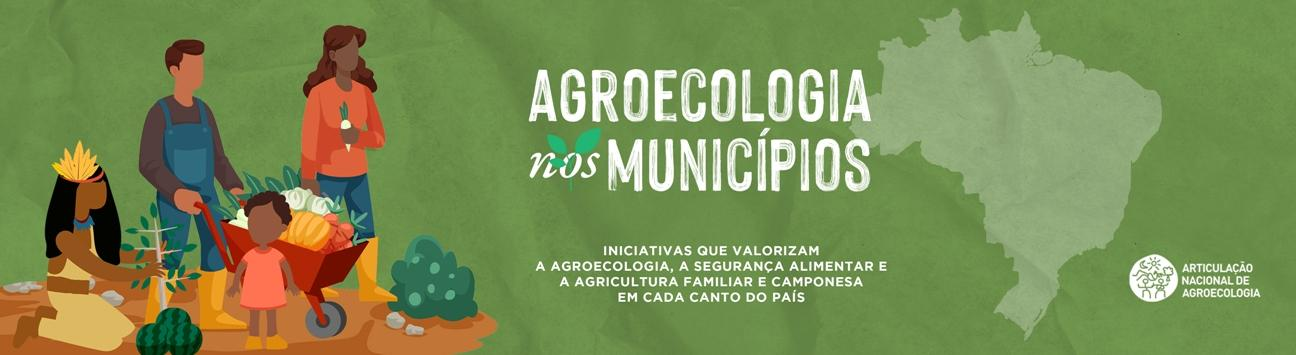 AGROECOLOGIA
nos MUNICÍPIOS
INICIATIVAS QUE VALORIZAM
A AGROECOLOGIA, A SEGURANÇA ALIMENTAR E
A AGRICULTURA FAMILIAR E CAMPONESA
EM CADA CANTO DO PAÍS
ARTICULAÇÃO
NACIONAL DE
AGROECOLOGIA